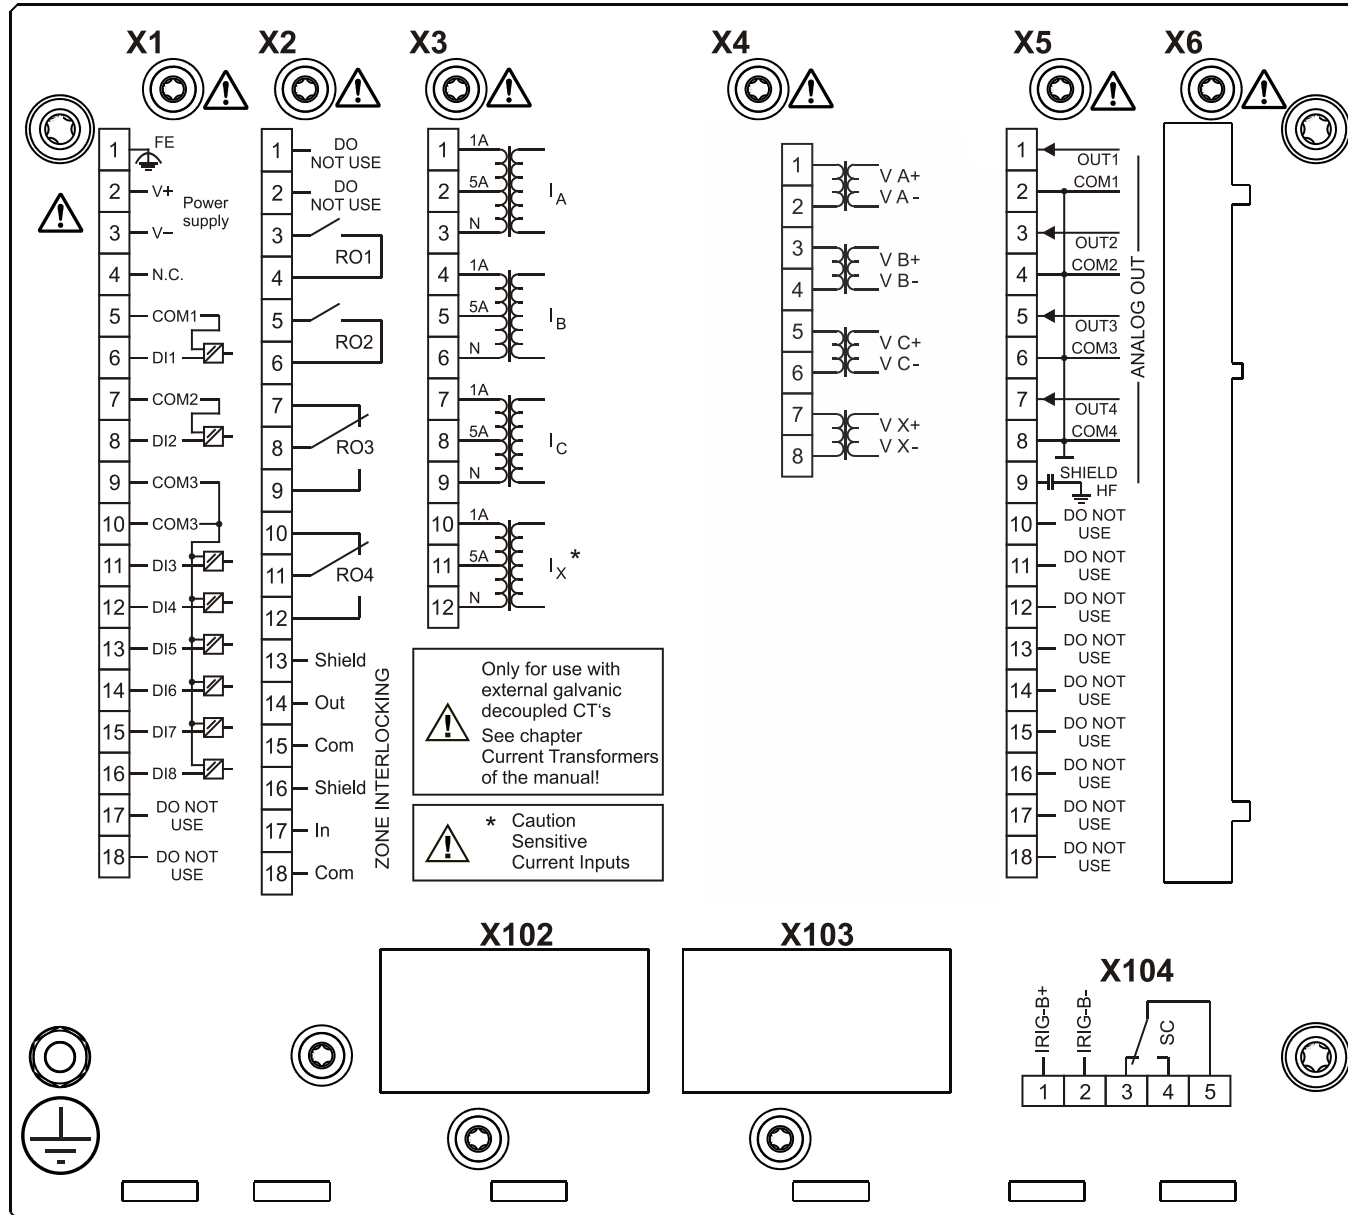 X1
X2
X3
X4
X5
X6
1 FE
2 V+
Power
supply
3 V–
4 N.C.
5 COM1
6 DI1
7 COM2
8 DI2
9 COM3
10 COM3
11 DI3
12 DI4
13 DI5
14 DI6
15 DI7
16 DI8
17 DO NOT
USE
18 DO NOT
USE
1 DO
NOT USE
2 DO
NOT USE
3
RO1
4
5
RO2
6
7
8 RO3
9
10
11 RO4
12
13 Shield
14 Out
15 Com
16 Shield
17 In
18 Com
ZONE INTERLOCKING
1 1A
2 5A IA
3 N
4 1A
5 5A IB
6 N
7 1A
8 5A IC
9 N
10 1A
11 5A IX *
12 N
Only for use with
external galvanic
decoupled CT's
See chapter
Current Transformers
of the manual!
* Caution
Sensitive
Current Inputs
1 V A+
2 V A-
3 V B+
4 V B-
5 V C+
6 V C-
7 V X+
8 V X-
1 OUT1
2 COM1
3 OUT2
4 COM2
5 OUT3
6 COM3
7 OUT4
8 COM4
ANALOG OUT
9 SHIELD
HF
10 DO NOT
USE
11 DO NOT
USE
12 DO NOT
USE
13 DO NOT
USE
14 DO NOT
USE
15 DO NOT
USE
16 DO NOT
USE
17 DO NOT
USE
18 DO NOT
USE
X102
X103
X104
IRIG-B+
IRIG-B-
SC
1 2 3 4 5